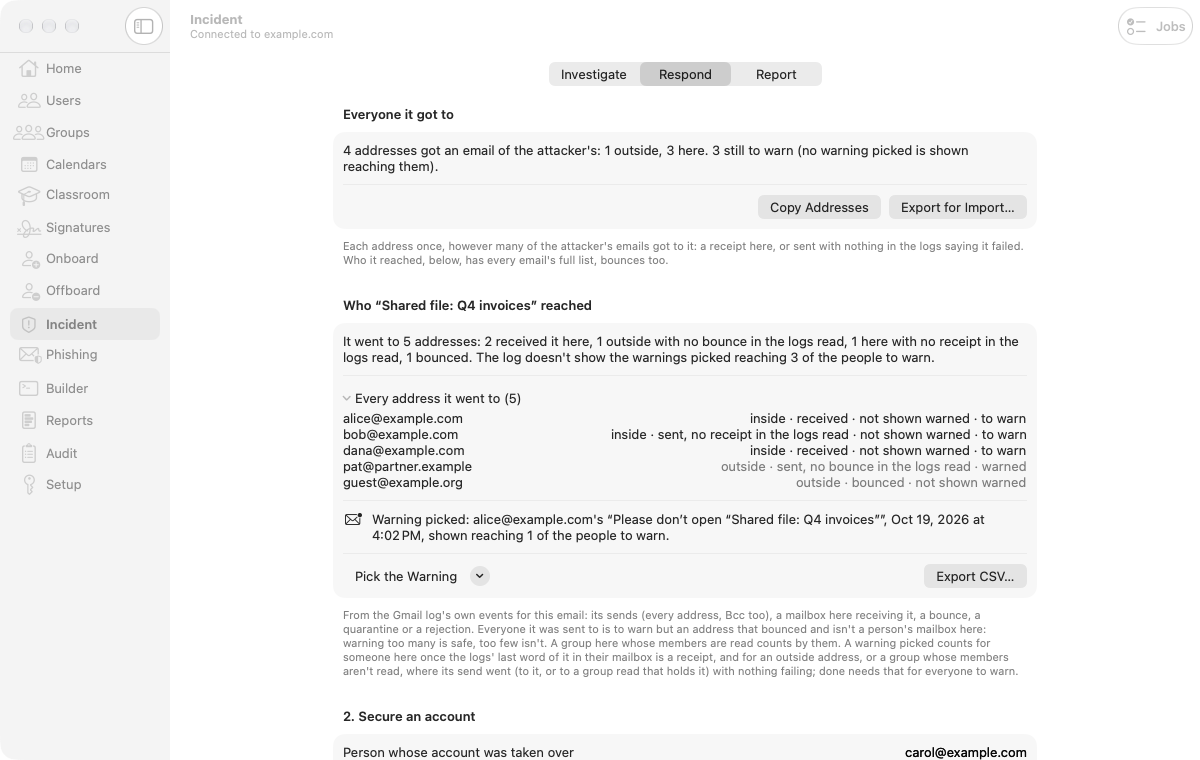 Incident
Connected to example.com
Jobs
Home
Users
Groups
Calendars
Classroom
Signatures
Onboard
Offboard
Incident
Phishing
Builder
Reports
Audit
Setup
Investigate
Respond
Report
Everyone it got to
4 addresses got an email of the attacker's: 1 outside, 3 here. 3 still to warn (no warning picked is shown
reaching them).
Copy Addresses
Export for Import…
Each address once, however many of the attacker's emails got to it: a receipt here, or sent with nothing in the logs saying it failed.
Who it reached, below, has every email's full list, bounces too.
Who “Shared file: Q4 invoices” reached
It went to 5 addresses: 2 received it here, 1 outside with no bounce in the logs read, 1 here with no receipt in the
logs read, 1 bounced. The log doesn't show the warnings picked reaching 3 of the people to warn.
Every address it went to (5)
alice@example.com inside · received · not shown warned · to warn
bob@example.com inside · sent, no receipt in the logs read · not shown warned · to warn
dana@example.com inside · received · not shown warned · to warn
pat@partner.example outside · sent, no bounce in the logs read · warned
guest@example.org outside · bounced · not shown warned
Warning picked: alice@example.com's “Please don’t open “Shared file: Q4 invoices””, Oct 19, 2026 at
4:02 PM, shown reaching 1 of the people to warn.
Pick the Warning
Export CSV…
From the Gmail log's own events for this email: its sends (every address, Bcc too), a mailbox here receiving it, a bounce, a
quarantine or a rejection. Everyone it was sent to is to warn but an address that bounced and isn't a person's mailbox here:
warning too many is safe, too few isn't. A group here whose members are read counts by them. A warning picked counts for
someone here once the logs' last word of it in their mailbox is a receipt, and for an outside address, or a group whose members
aren't read, where its send went (to it, or to a group read that holds it) with nothing failing; done needs that for everyone to warn.
2. Secure an account
Person whose account was taken over carol@example.com